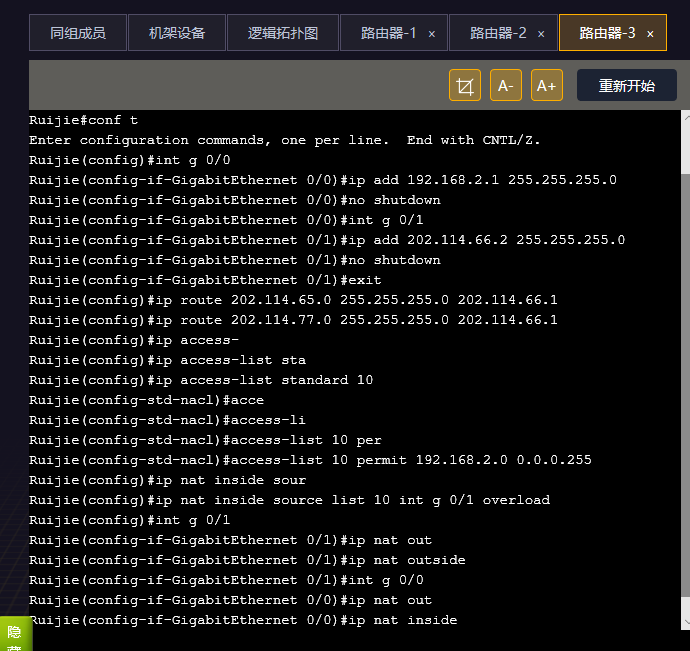 同组成员
机架设备
逻辑拓扑图
路由器-1 ×
路由器-2 ×
路由器-3 ×
A-
A+
重新开始
Ruijie#conf t
Enter configuration commands, one per line.  End with CNTL/Z.
Ruijie(config)#int g 0/0
Ruijie(config-if-GigabitEthernet 0/0)#ip add 192.168.2.1 255.255.255.0
Ruijie(config-if-GigabitEthernet 0/0)#no shutdown
Ruijie(config-if-GigabitEthernet 0/0)#int g 0/1
Ruijie(config-if-GigabitEthernet 0/1)#ip add 202.114.66.2 255.255.255.0
Ruijie(config-if-GigabitEthernet 0/1)#no shutdown
Ruijie(config-if-GigabitEthernet 0/1)#exit
Ruijie(config)#ip route 202.114.65.0 255.255.255.0 202.114.66.1
Ruijie(config)#ip route 202.114.77.0 255.255.255.0 202.114.66.1
Ruijie(config)#ip access-
Ruijie(config)#ip access-list sta
Ruijie(config)#ip access-list standard 10
Ruijie(config-std-nacl)#acce
Ruijie(config-std-nacl)#access-li
Ruijie(config-std-nacl)#access-list 10 per
Ruijie(config-std-nacl)#access-list 10 permit 192.168.2.0 0.0.0.255
Ruijie(config)#ip nat inside sour
Ruijie(config)#ip nat inside source list 10 int g 0/1 overload
Ruijie(config)#int g 0/1
Ruijie(config-if-GigabitEthernet 0/1)#ip nat out
Ruijie(config-if-GigabitEthernet 0/1)#ip nat outside
Ruijie(config-if-GigabitEthernet 0/1)#int g 0/0
Ruijie(config-if-GigabitEthernet 0/0)#ip nat out
Ruijie(config-if-GigabitEthernet 0/0)#ip nat inside
隐